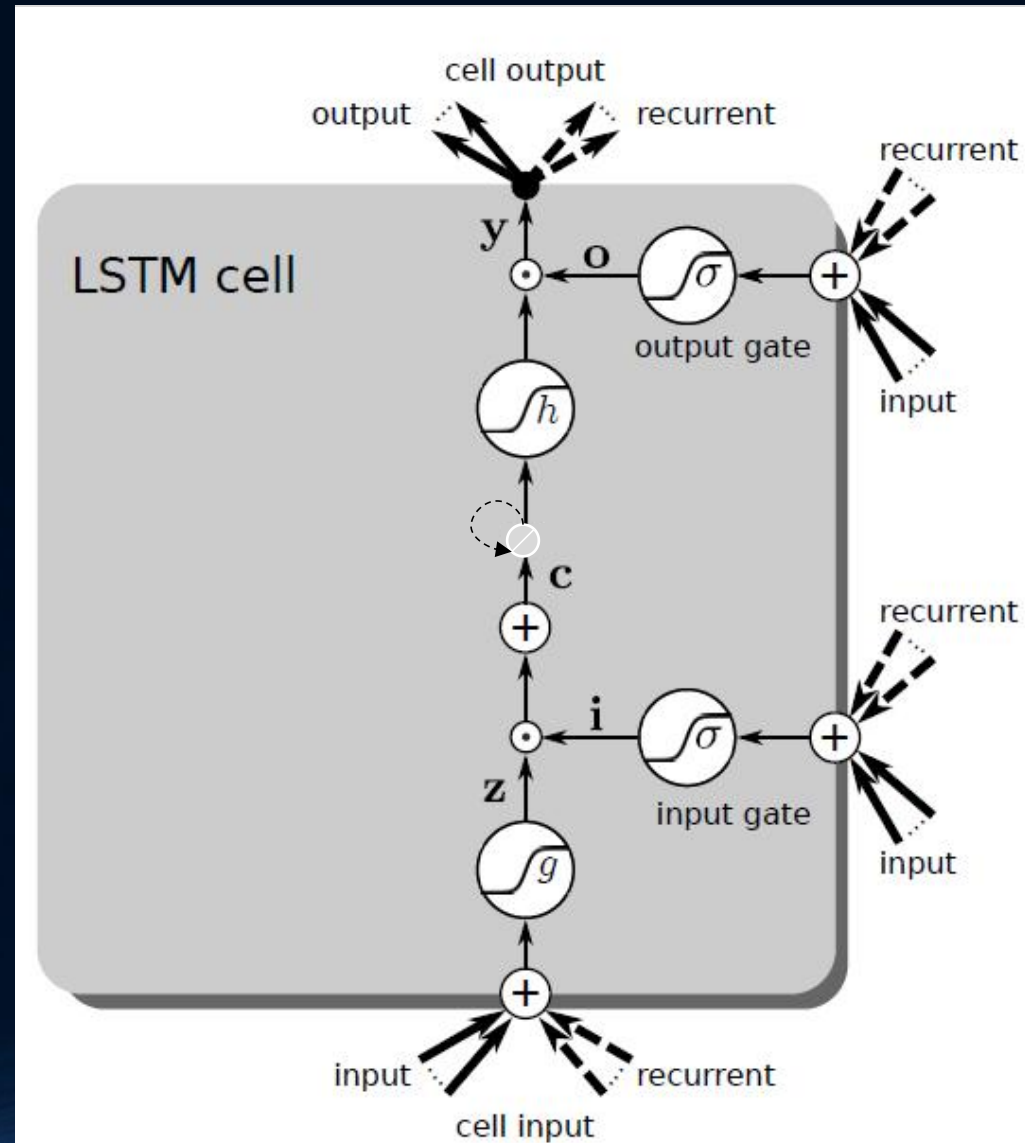 cell output
output
recurrent
recurrent
LSTM cell
y
o
σ
+
output gate
h
input
c
+
recurrent
i
σ
+
z
input gate
g
input
+
input
recurrent
cell input